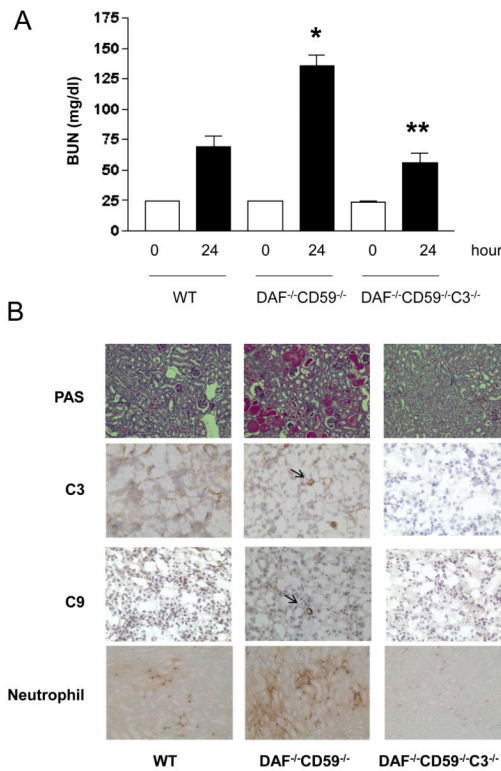 A
BUN (mg/dl)
175
150
125
100
75
50
25
0
*
**
0 24 0 24 0 24 hour
WT DAF⁻/⁻CD59⁻/⁻ DAF⁻/⁻CD59⁻/⁻C3⁻/⁻
B
PAS
C3
C9
Neutrophil
WT DAF⁻/⁻CD59⁻/⁻ DAF⁻/⁻CD59⁻/⁻C3⁻/⁻